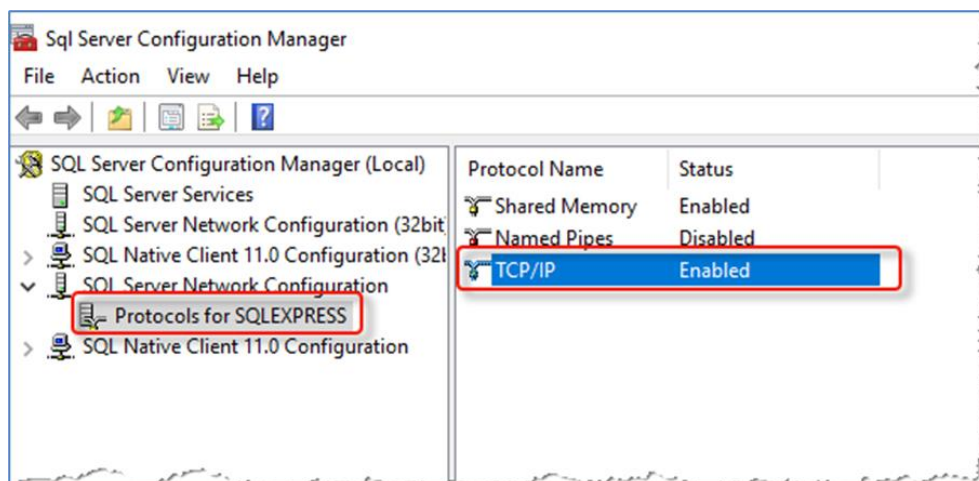 Sql Server Configuration Manager
File Action View Help
SQL Server Configuration Manager (Local)
SQL Server Services
SQL Server Network Configuration (32bit
SQL Native Client 11.0 Configuration (32b
SQL Server Network Configuration
Protocols for SQLEXPRESS
SQL Native Client 11.0 Configuration
Protocol Name Status
Shared Memory Enabled
Named Pipes Disabled
TCP/IP Enabled